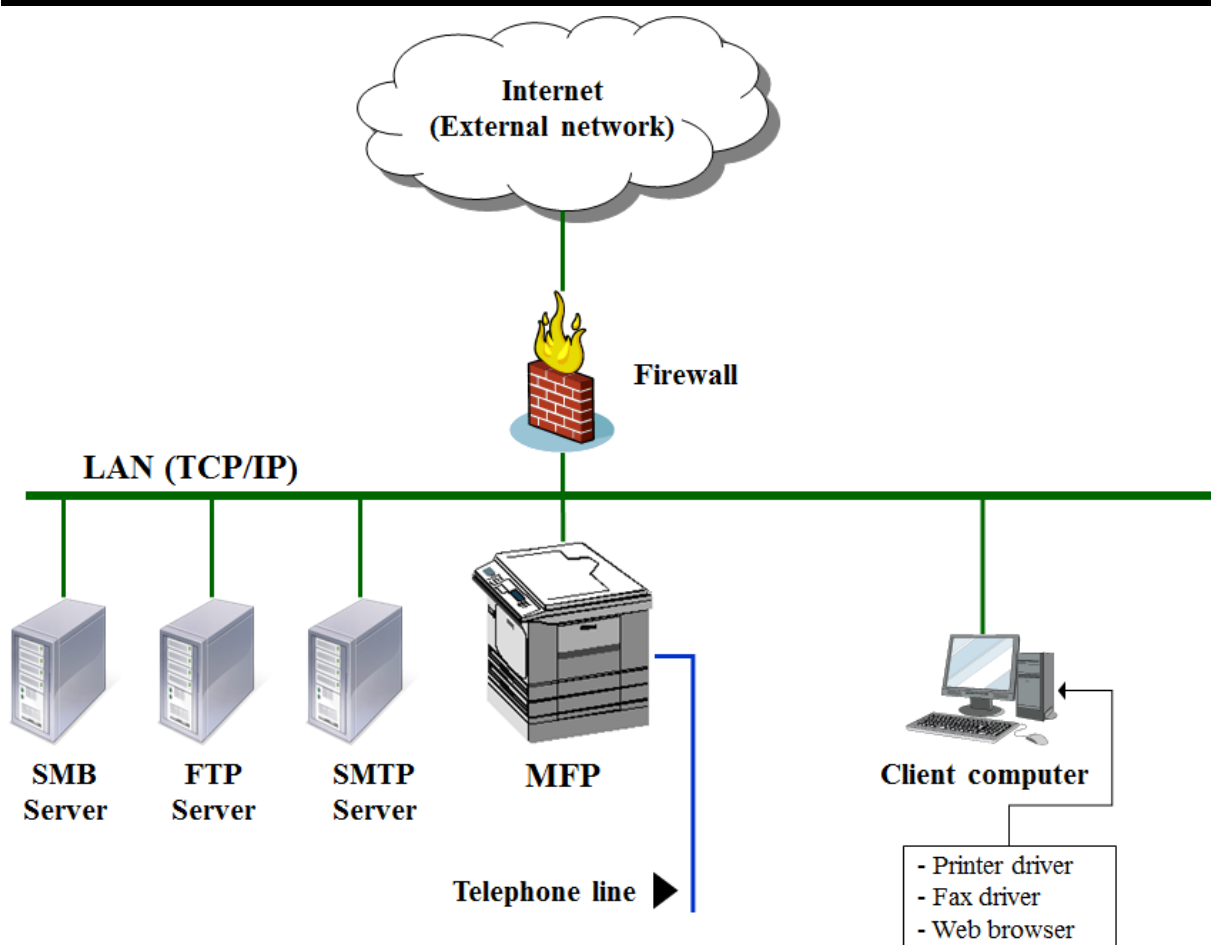 Internet
(External network)
Firewall
LAN (TCP/IP)
SMB
Server
FTP
Server
SMTP
Server
MFP
Client computer
Telephone line
- Printer driver
- Fax driver
- Web browser